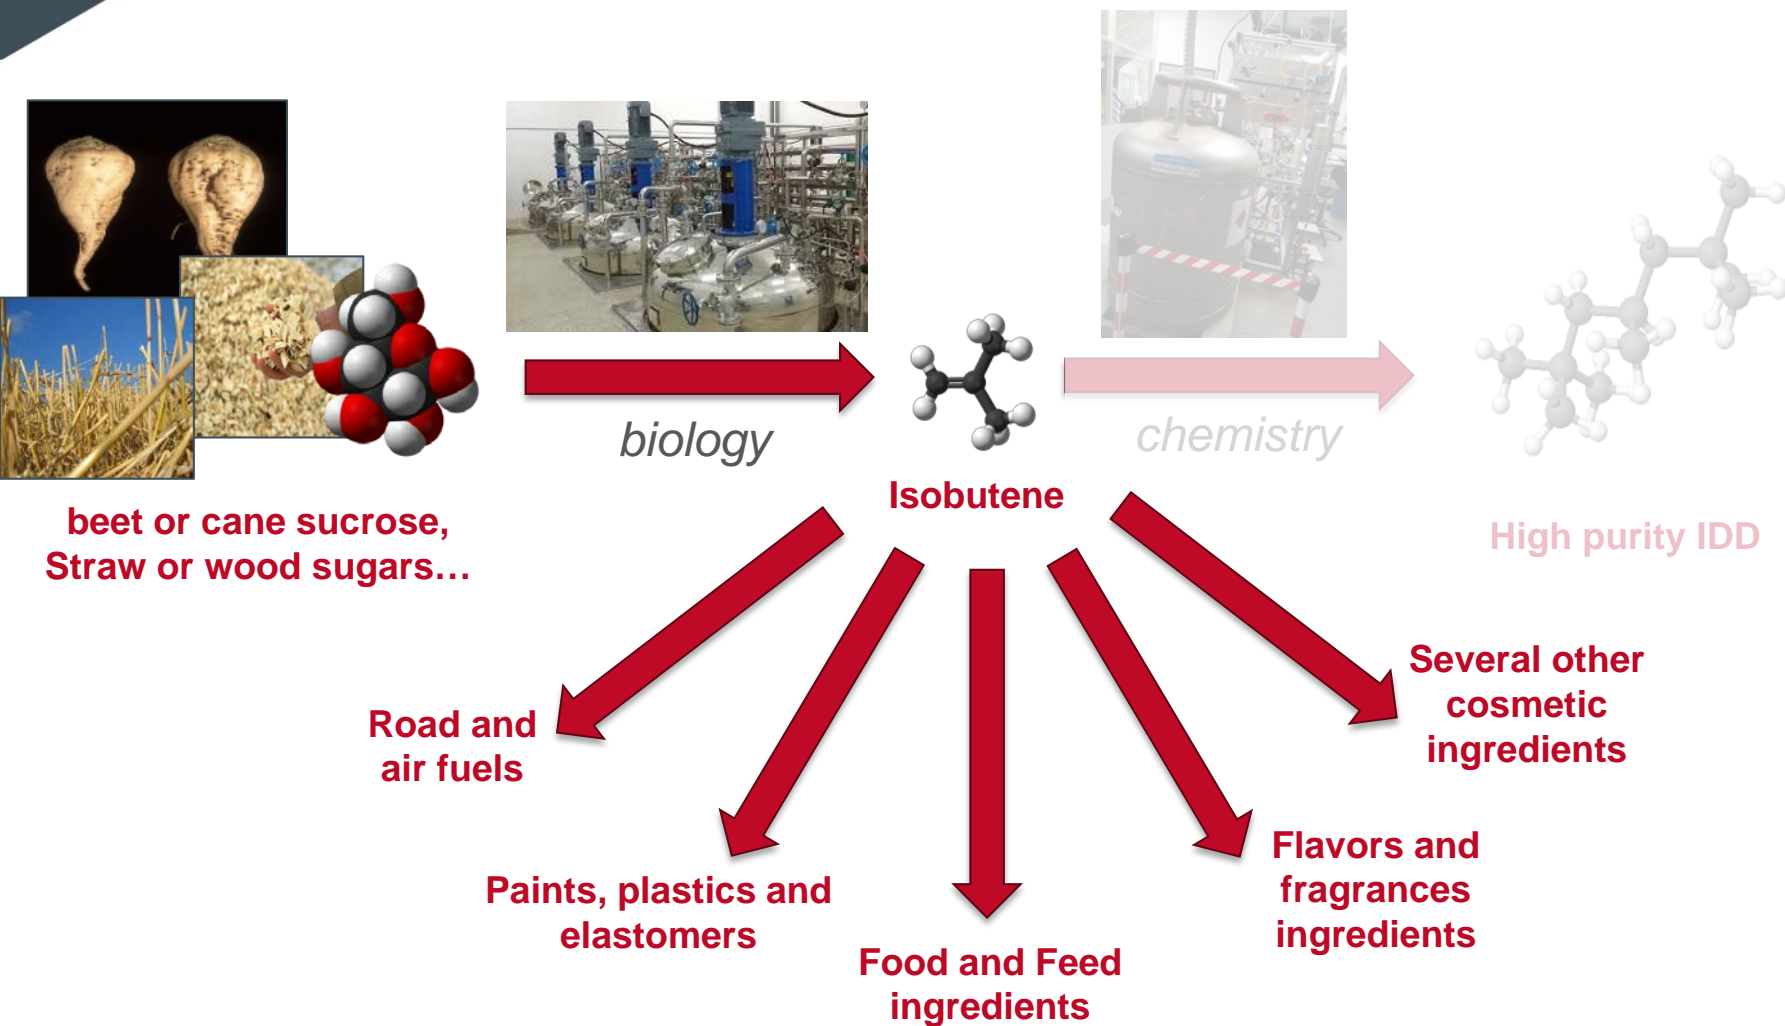 biology
chemistry
Isobutene
beet or cane sucrose,
Straw or wood sugars…
High purity IDD
Road and
air fuels
Paints, plastics and
elastomers
Food and Feed
ingredients
Flavors and
fragrances
ingredients
Several other
cosmetic
ingredients